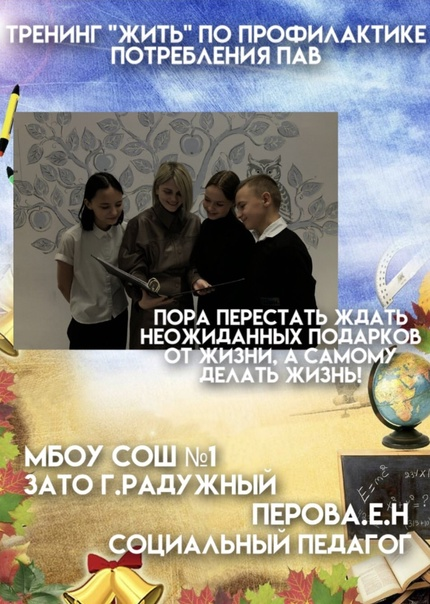 ТРЕНИНГ "ЖИТЬ" ПО ПРОФИЛАКТИКЕ
ПОТРЕБЛЕНИЯ ПАВ
ПОРА ПЕРЕСТАТЬ ЖДАТЬ
НЕОЖИДАННЫХ ПОДАРКОВ
ОТ ЖИЗНИ, А САМОМУ
ДЕЛАТЬ ЖИЗНЬ!
МБОУ СОШ №1
ЗАТО Г.РАДУЖНЫЙ
ПЕРОВА.Е.Н
СОЦИАЛЬНЫЙ ПЕДАГОГ